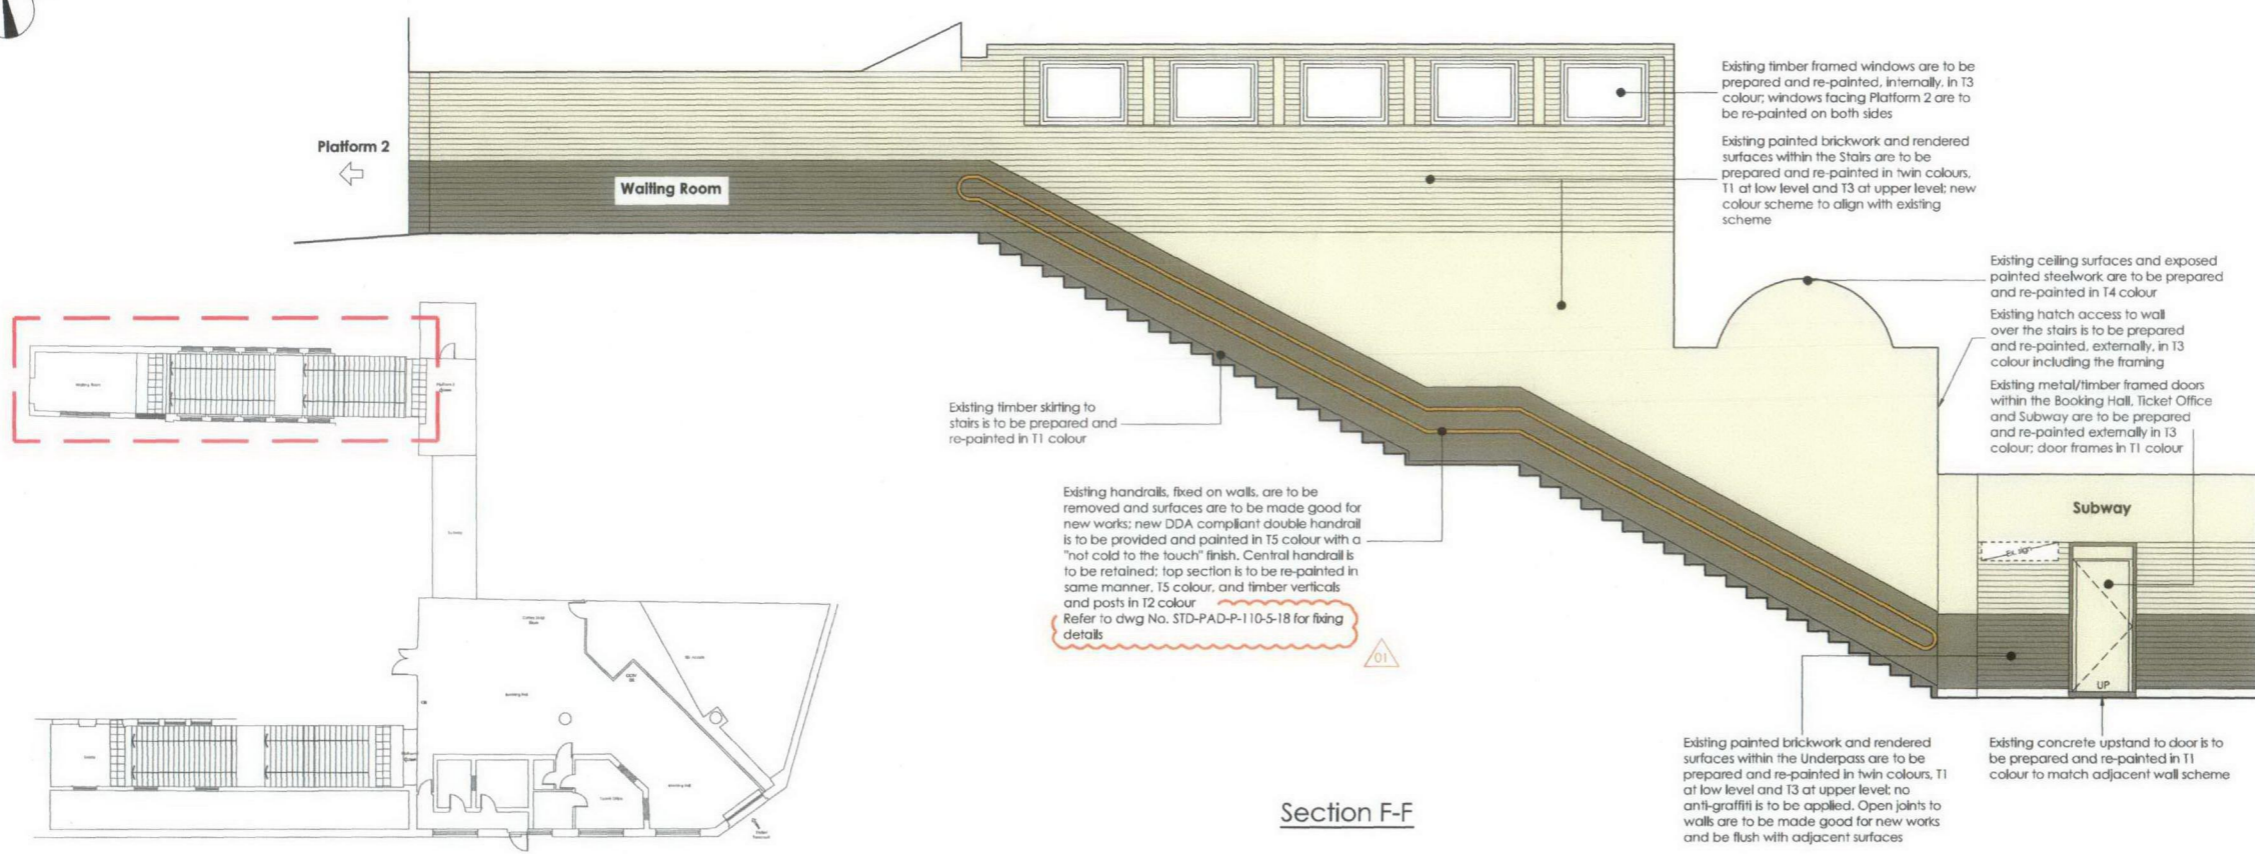 Platform 2
Waiting Room
Existing timber framed windows are to be
prepared and re-painted, internally, in T3
colour; windows facing Platform 2 are to
be re-painted on both sides
Existing painted brickwork and rendered
surfaces within the Stairs are to be
prepared and re-painted in twin colours,
T1 at low level and T3 at upper level; new
colour scheme to align with existing
scheme
Existing ceiling surfaces and exposed
painted steelwork are to be prepared
and re-painted in T4 colour
Existing hatch access to wall
over the stairs is to be prepared
and re-painted, externally, in T3
colour including the framing
Existing metal/timber framed doors
within the Booking Hall, Ticket Office
and Subway are to be prepared
and re-painted externally in T3
colour; door frames in T1 colour
Existing timber skirting to
stairs is to be prepared and
re-painted in T1 colour
Existing handrails, fixed on walls, are to be
removed and surfaces are to be made good for
new works; new DDA compliant double handrail
is to be provided and painted in T5 colour with a
"not cold to the touch" finish. Central handrail is
to be retained; top section is to be re-painted in
same manner, T5 colour, and timber verticals
and posts in T2 colour
Refer to dwg No. STD-PAD-P-110-5-18 for fixing
details
01
Subway
Ex. sign
UP
Existing painted brickwork and rendered
surfaces within the Underpass are to be
prepared and re-painted in twin colours, T1
at low level and T3 at upper level; no
anti-graffiti is to be applied. Open joints to
walls are to be made good for new works
and be flush with adjacent surfaces
Existing concrete upstand to door is to
be prepared and re-painted in T1
colour to match adjacent wall scheme
Section F-F
Waiting Room
Subway
Booking Hall
Ticket Office